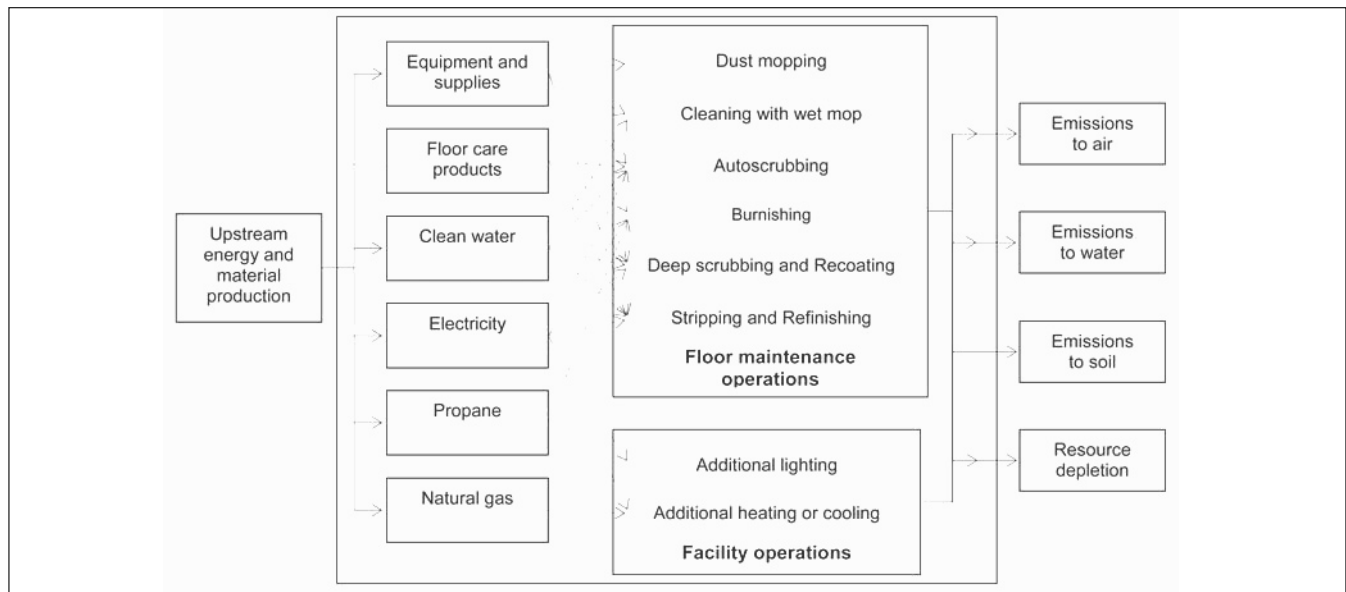 Upstream
energy and
material
production
Equipment and
supplies
Floor care
products
Clean water
Electricity
Propane
Natural gas
Dust mopping
Cleaning with wet mop
Autoscrubbing
Burnishing
Deep scrubbing and Recoating
Stripping and Refinishing
Floor maintenance
operations
Additional lighting
Additional heating or cooling
Facility operations
Emissions
to air
Emissions
to water
Emissions
to soil
Resource
depletion